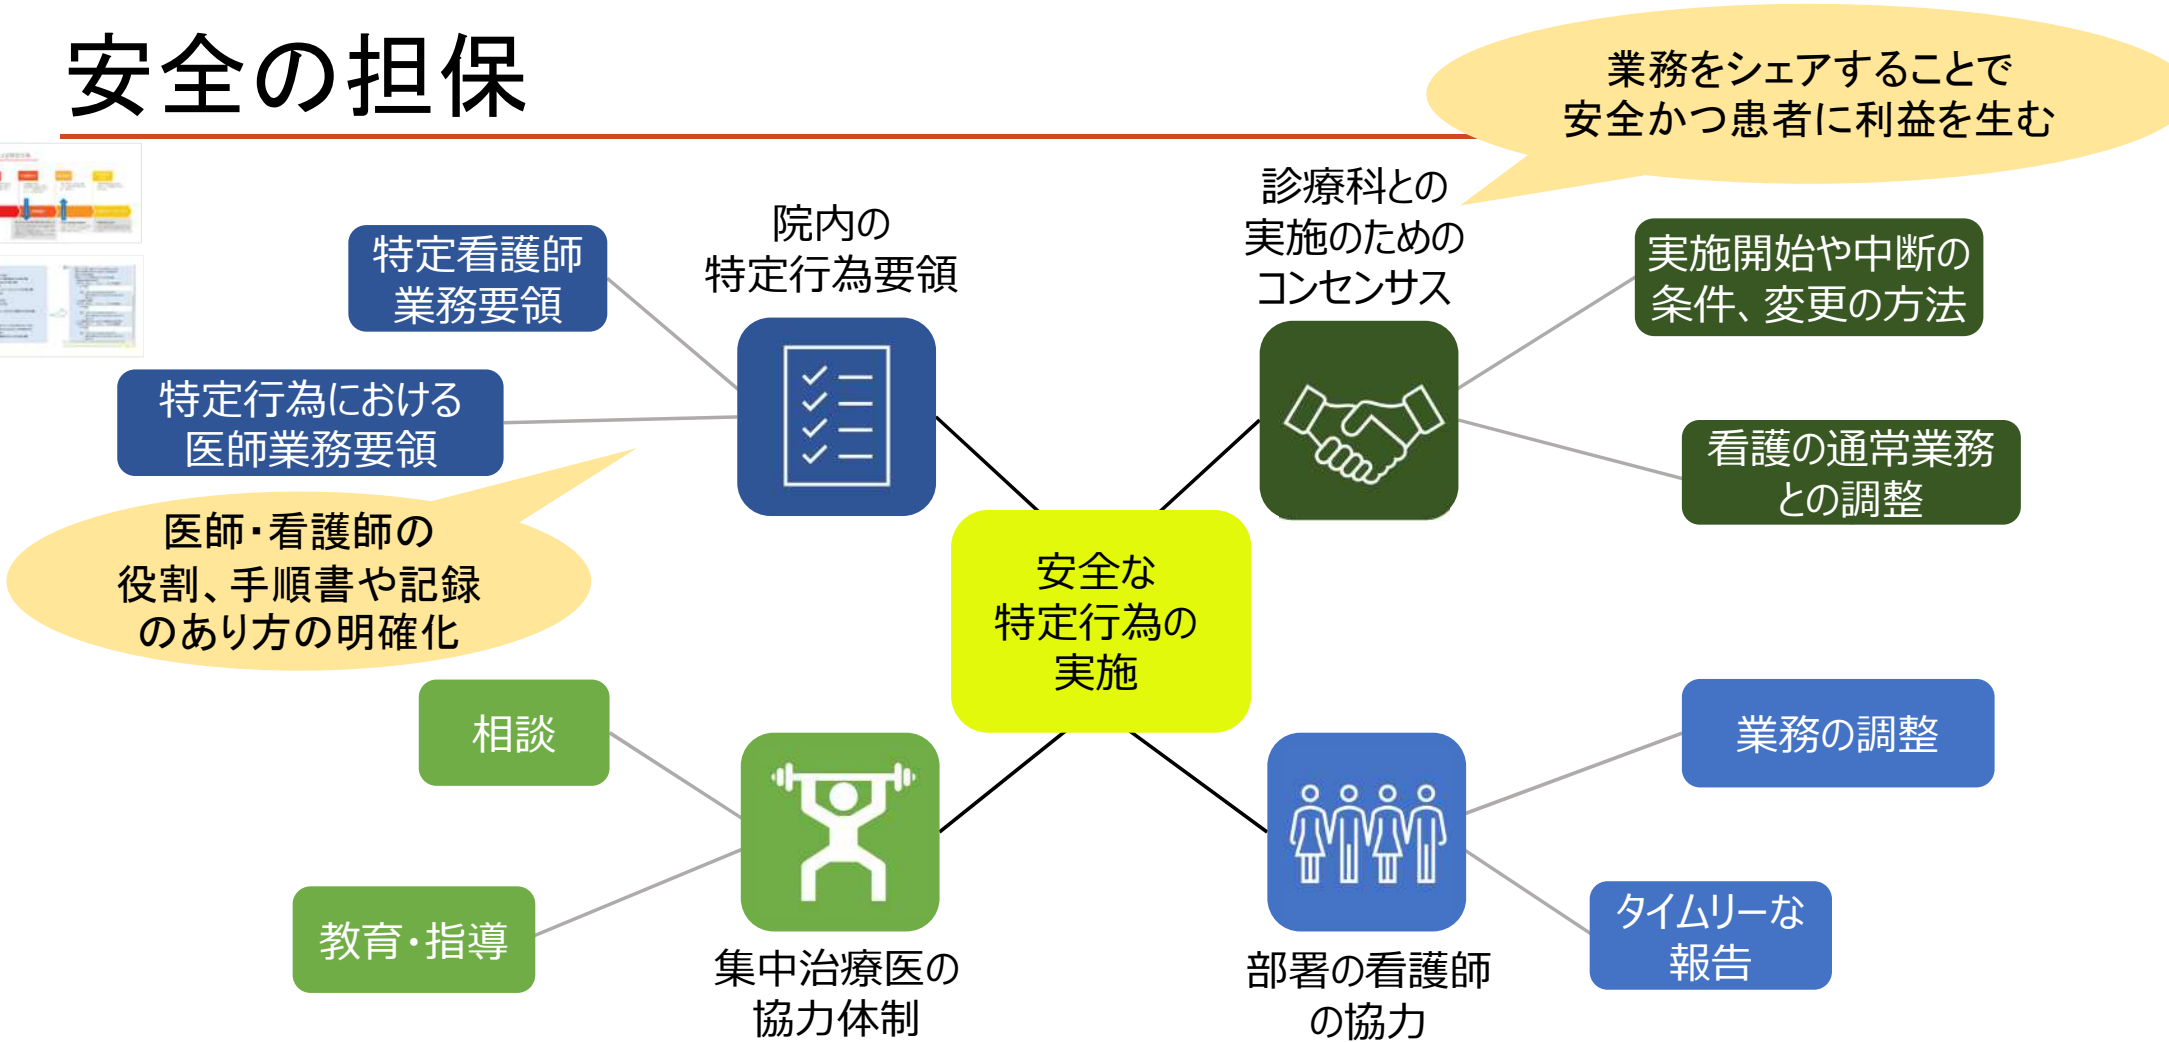 安全の担保
業務をシェアすることで
安全かつ患者に利益を生む
院内の
特定行為要領
特定看護師
業務要領
特定行為における
医師業務要領
医師・看護師の
役割、手順書や記録
のあり方の明確化
診療科との
実施のための
コンセンサス
実施開始や中断の
条件、変更の方法
看護の通常業務
との調整
安全な
特定行為の
実施
相談
教育・指導
集中治療医の
協力体制
業務の調整
タイムリーな
報告
部署の看護師
の協力